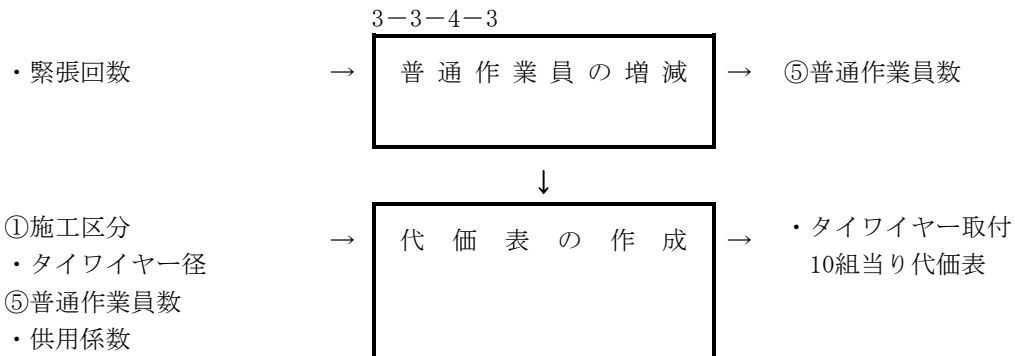 3－3－4－3
・緊張回数 → 普通作業員の増減 → ⑤普通作業員数
↓
①施工区分
・タイワイヤー径
⑤普通作業員数
・供用係数
→ 代価表の作成 →
・タイワイヤー取付
10組当り代価表